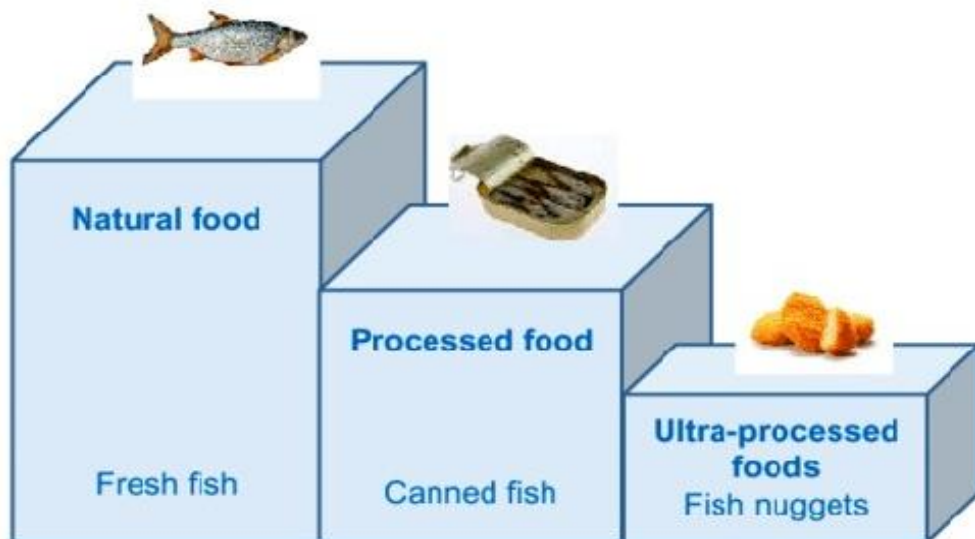 Natural food
Fresh fish
Processed food
Canned fish
Ultra-processed
foods
Fish nuggets